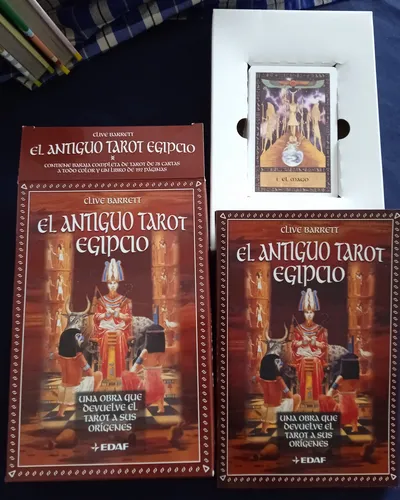 CLIVE BARRETT
EL ANTIGUO TAROT EGIPCIO
CONTIENE BARAJA COMPLETA DE TAROT DE 78 CARTAS
A TODO COLOR Y UN LIBRO DE 192 PÁGINAS
CLIVE BARRETT
EL ANTIGUO TAROT
EGIPCIO
UNA OBRA QUE
DEVUELVE EL
TAROT A SUS
ORÍGENES
EDAF
I. EL MAGO
CLIVE BARRETT
EL ANTIGUO TAROT
EGIPCIO
UNA OBRA QUE
DEVUELVE EL
TAROT A SUS
ORÍGENES
EDAF